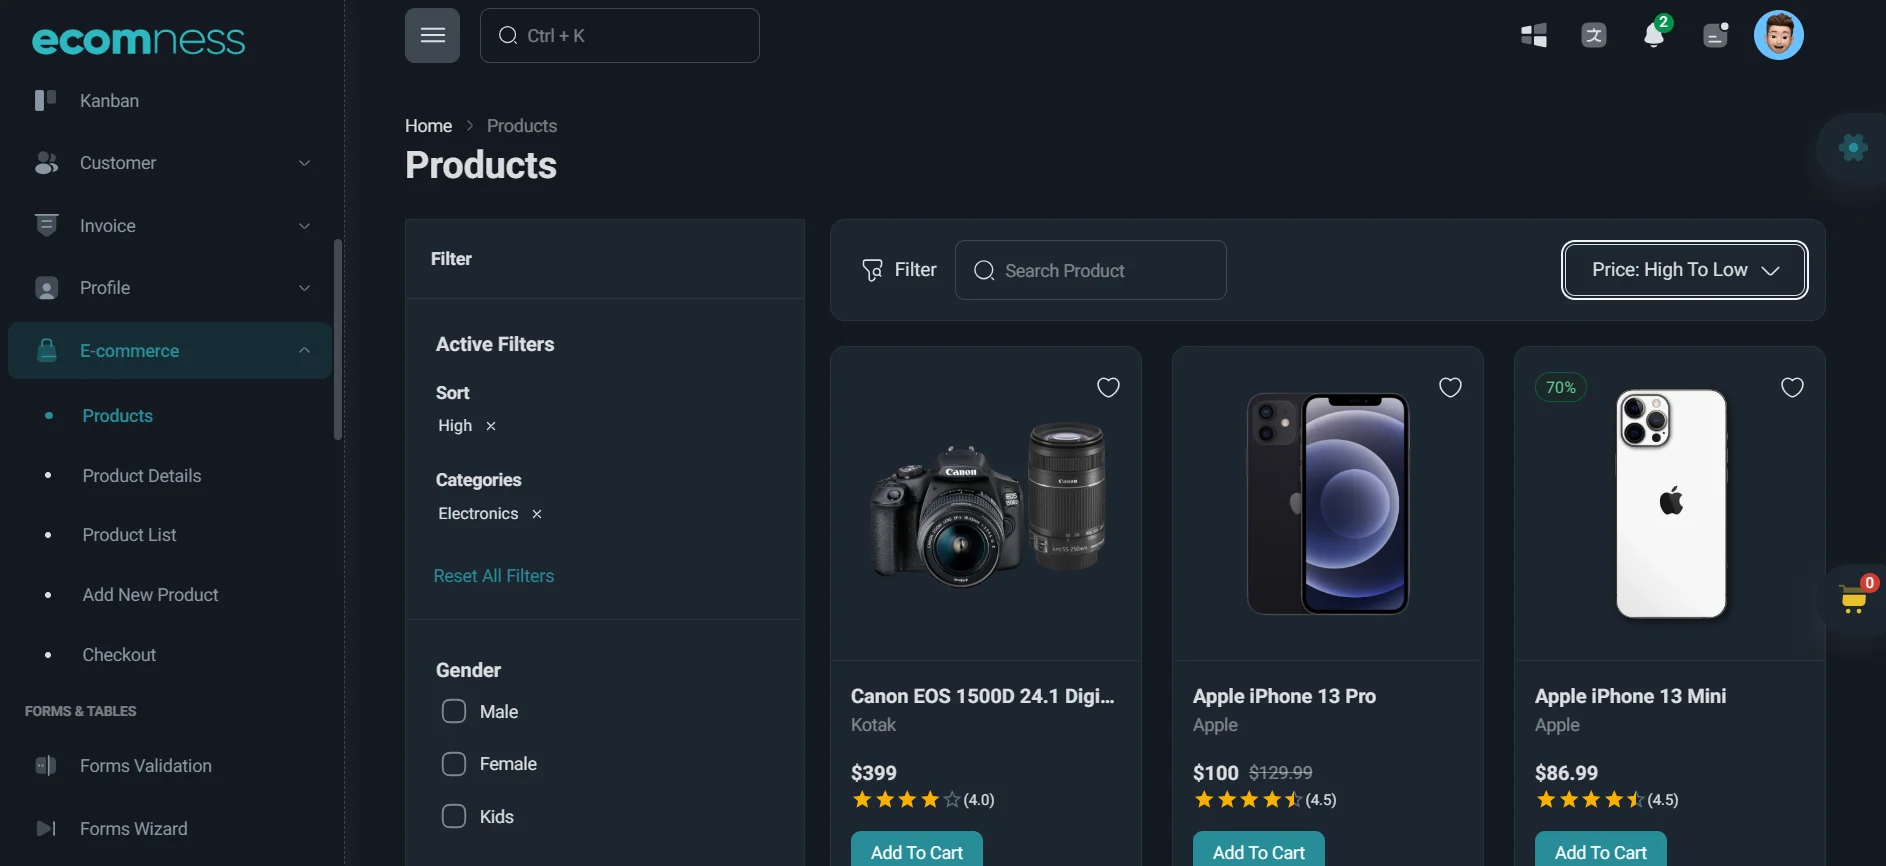 ecomness
Kanban
Customer
Invoice
Profile
E-commerce
Products
Product Details
Product List
Add New Product
Checkout
FORMS & TABLES
Forms Validation
Forms Wizard
Ctrl + K
2
Home > Products
Products
Filter
Active Filters
Sort
High ×
Categories
Electronics ×
Reset All Filters
Gender
Male
Female
Kids
Filter
Search Product
Price: High To Low
Canon
Canon
Canon EOS 1500D 24.1 Digi...
Kotak
$399
(4.0)
Add To Cart
Apple iPhone 13 Pro
Apple
$100 $129.99
(4.5)
Add To Cart
70%
Apple iPhone 13 Mini
Apple
$86.99
(4.5)
Add To Cart
0